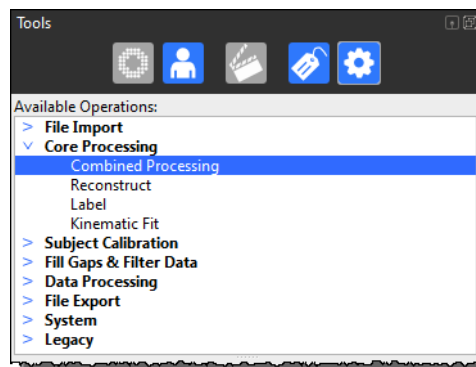 Tools
Available Operations:
File Import
Core Processing
Combined Processing
Reconstruct
Label
Kinematic Fit
Subject Calibration
Fill Gaps & Filter Data
Data Processing
File Export
System
Legacy